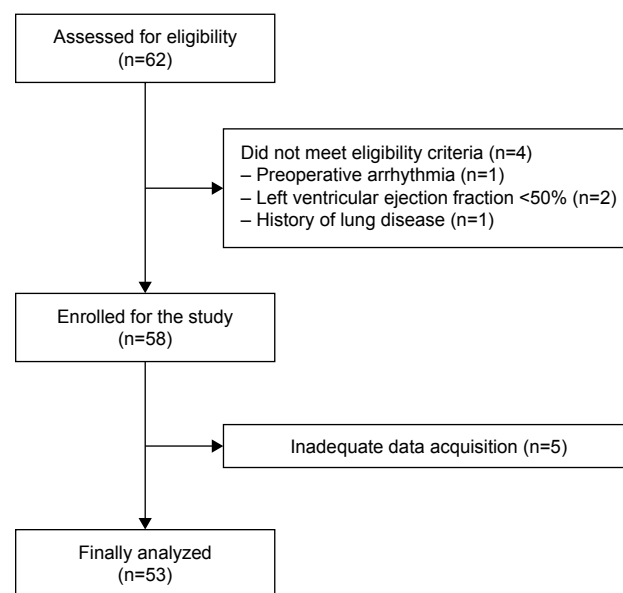 Assessed for eligibility
(n=62)
Did not meet eligibility criteria (n=4)
– Preoperative arrhythmia (n=1)
– Left ventricular ejection fraction <50% (n=2)
– History of lung disease (n=1)
Enrolled for the study
(n=58)
Inadequate data acquisition (n=5)
Finally analyzed
(n=53)